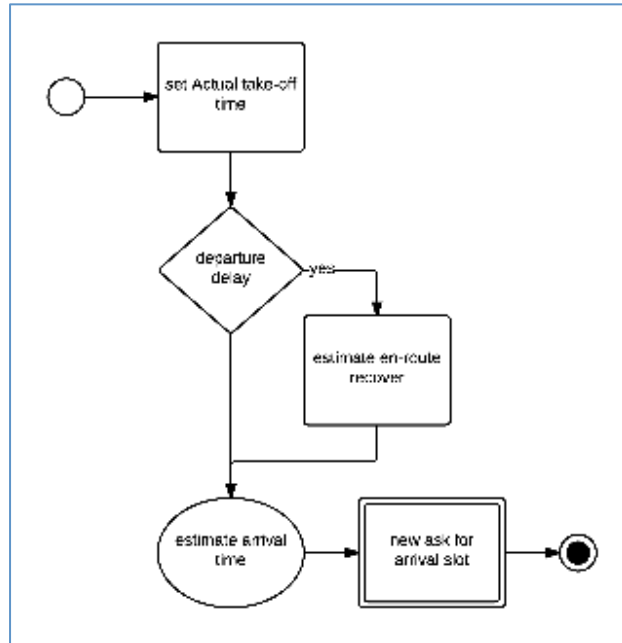 set Actual take-off
time
departure
delay
yes
estimate en-route
recover
estimate arrival
time
new ask for
arrival slot